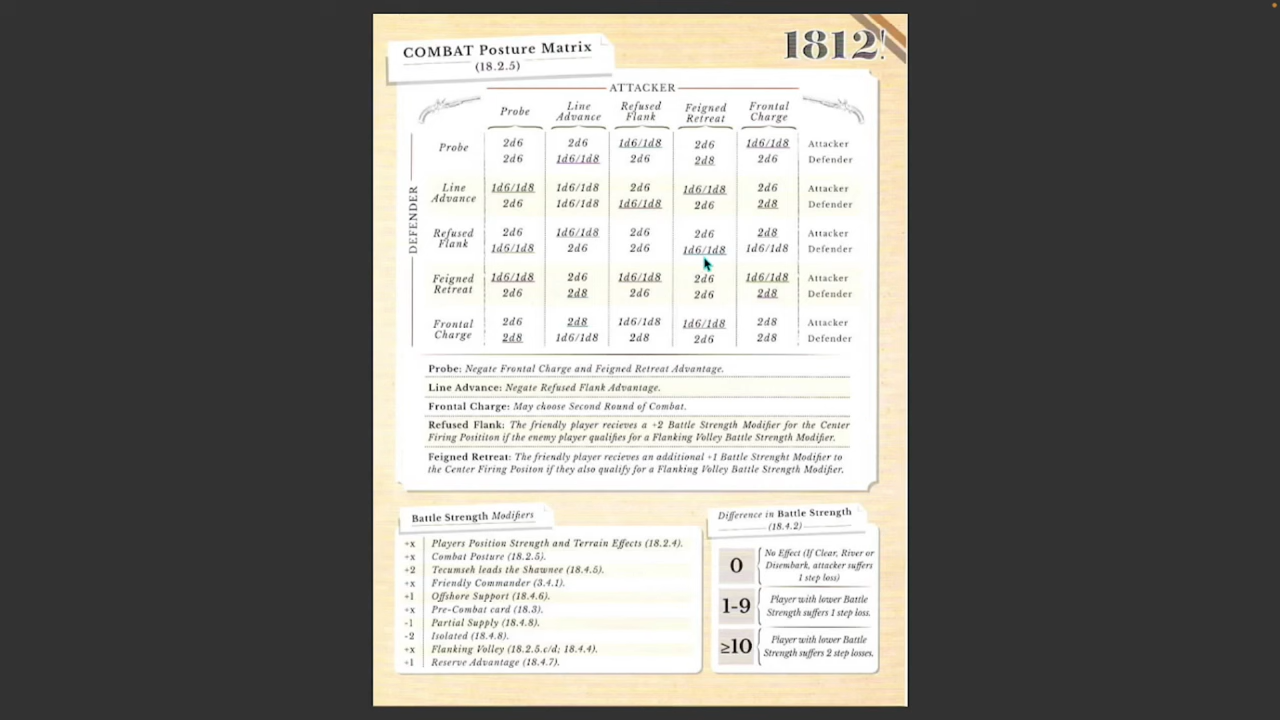 1812!
COMBAT Posture Matrix
(18.2.5)
ATTACKER
Probe Line Advance Refused Flank Feigned Retreat Frontal Charge
DEFENDER
Probe 2d6 2d6 1d6/1d8 2d6 1d6/1d8 Attacker
2d6 1d6/1d8 2d6 2d8 2d6 Defender
Line Advance 1d6/1d8 1d6/1d8 2d6 1d6/1d8 2d6 Attacker
2d6 1d6/1d8 1d6/1d8 2d6 2d8 Defender
Refused Flank 2d6 1d6/1d8 2d6 2d6 2d8 Attacker
1d6/1d8 2d6 2d6 1d6/1d8 1d6/1d8 Defender
Feigned Retreat 1d6/1d8 2d6 1d6/1d8 2d6 1d6/1d8 Attacker
2d6 2d8 2d6 2d6 2d8 Defender
Frontal Charge 2d6 2d8 1d6/1d8 1d6/1d8 2d8 Attacker
2d8 1d6/1d8 2d8 2d6 2d8 Defender
Probe: Negate Frontal Charge and Feigned Retreat Advantage.
Line Advance: Negate Refused Flank Advantage.
Frontal Charge: May choose Second Round of Combat.
Refused Flank: The friendly player recieves a +2 Battle Strength Modifier for the Center
Firing Posititon if the enemy player qualifies for a Flanking Volley Battle Strength Modifier.
Feigned Retreat: The friendly player recieves an additional +1 Battle Strenght Modifier to
the Center Firing Positon if they also qualify for a Flanking Volley Battle Strength Modifier.
Battle Strength Modifiers
+x Players Position Strength and Terrain Effects (18.2.4).
+x Combat Posture (18.2.5).
+2 Tecumseh leads the Shawnee (18.4.5).
+x Friendly Commander (3.4.1).
+1 Offshore Support (18.4.6).
+x Pre-Combat card (18.3).
-1 Partial Supply (18.4.8).
-2 Isolated (18.4.8).
+x Flanking Volley (18.2.5.c/d; 18.4.4).
+1 Reserve Advantage (18.4.7).
Difference in Battle Strength
(18.4.2)
0 No Effect (If Clear, River or
Disembark, attacker suffers
1 step loss)
1-9 Player with lower Battle
Strength suffers 1 step loss.
≥10 Player with lower Battle
Strength suffers 2 step losses.